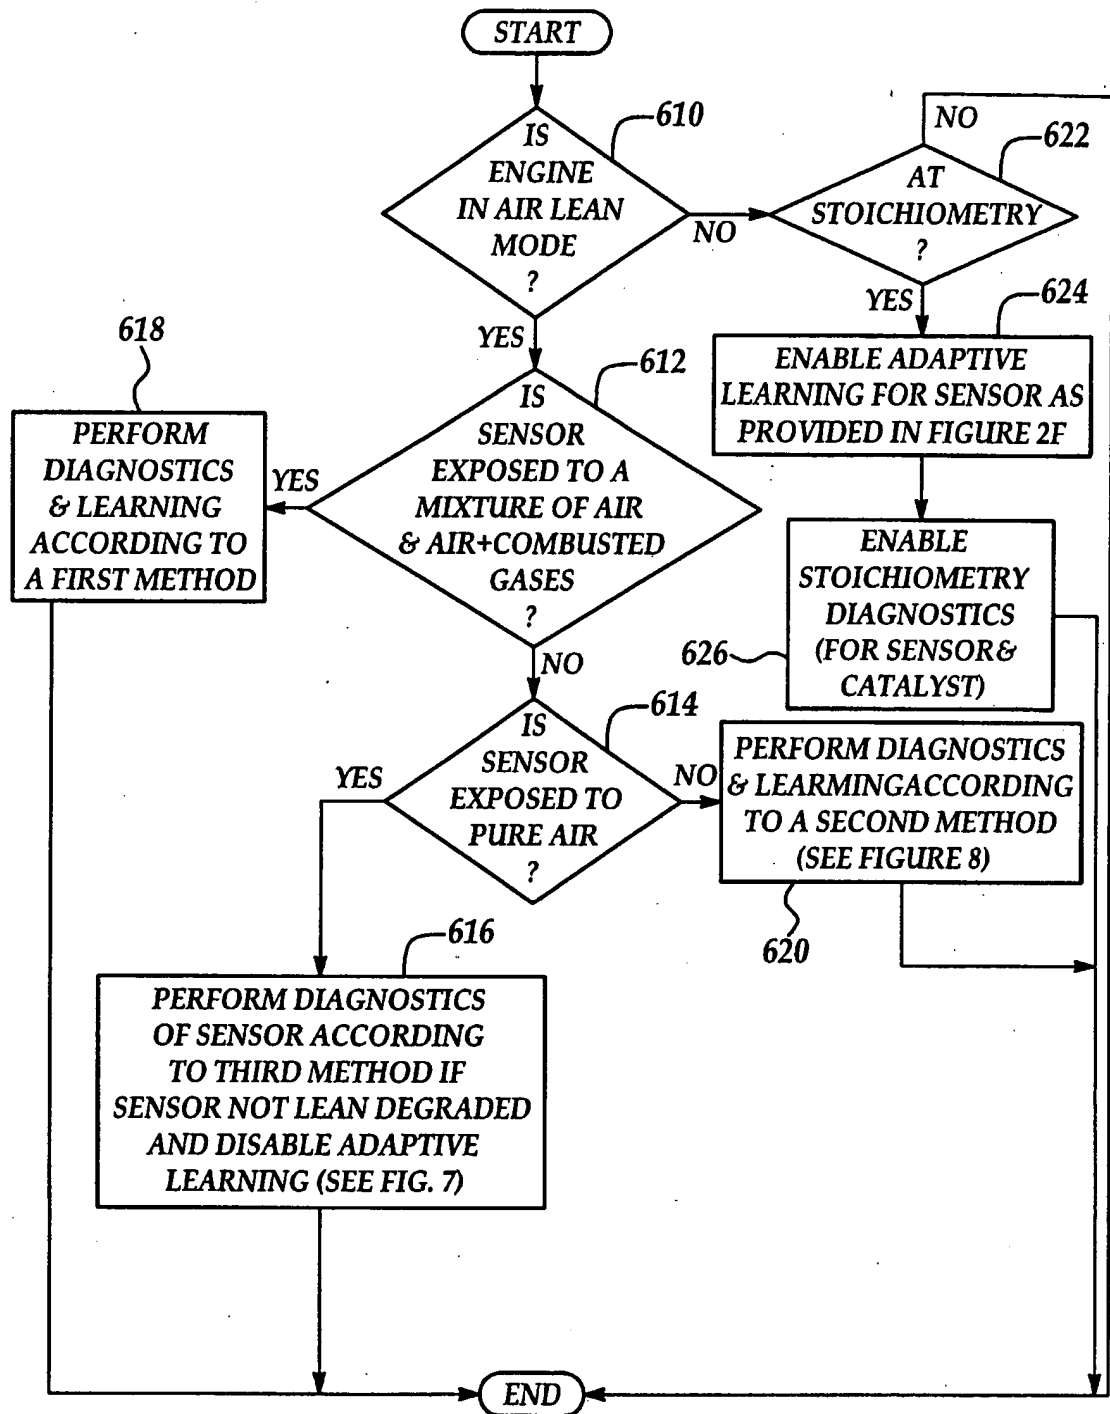 START
IS
ENGINE
IN AIR LEAN
MODE
?
610
NO
YES
NO
AT
STOICHIOMETRY
?
622
YES
624
ENABLE ADAPTIVE
LEARNING FOR SENSOR AS
PROVIDED IN FIGURE 2F
ENABLE
STOICHIOMETRY
DIAGNOSTICS
(FOR SENSOR&
CATALYST)
626
IS
SENSOR
EXPOSED TO A
MIXTURE OF AIR
& AIR+COMBUSTED
GASES
?
612
YES
NO
618
PERFORM
DIAGNOSTICS
& LEARNING
ACCORDING TO
A FIRST METHOD
IS
SENSOR
EXPOSED TO
PURE AIR
?
614
YES
NO
PERFORM DIAGNOSTICS
& LEARMINGACCORDING
TO A SECOND METHOD
(SEE FIGURE 8)
620
616
PERFORM DIAGNOSTICS
OF SENSOR ACCORDING
TO THIRD METHOD IF
SENSOR NOT LEAN DEGRADED
AND DISABLE ADAPTIVE
LEARNING (SEE FIG. 7)
END